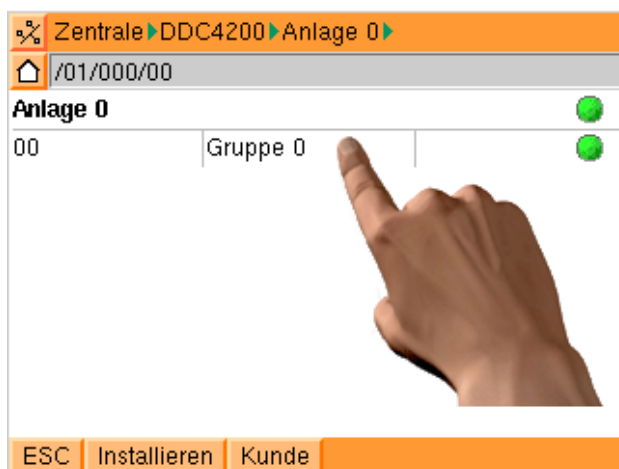 Zentrale DDC4200 Anlage 0
/01/000/00
Anlage 0
00 Gruppe 0
ESC Installieren Kunde